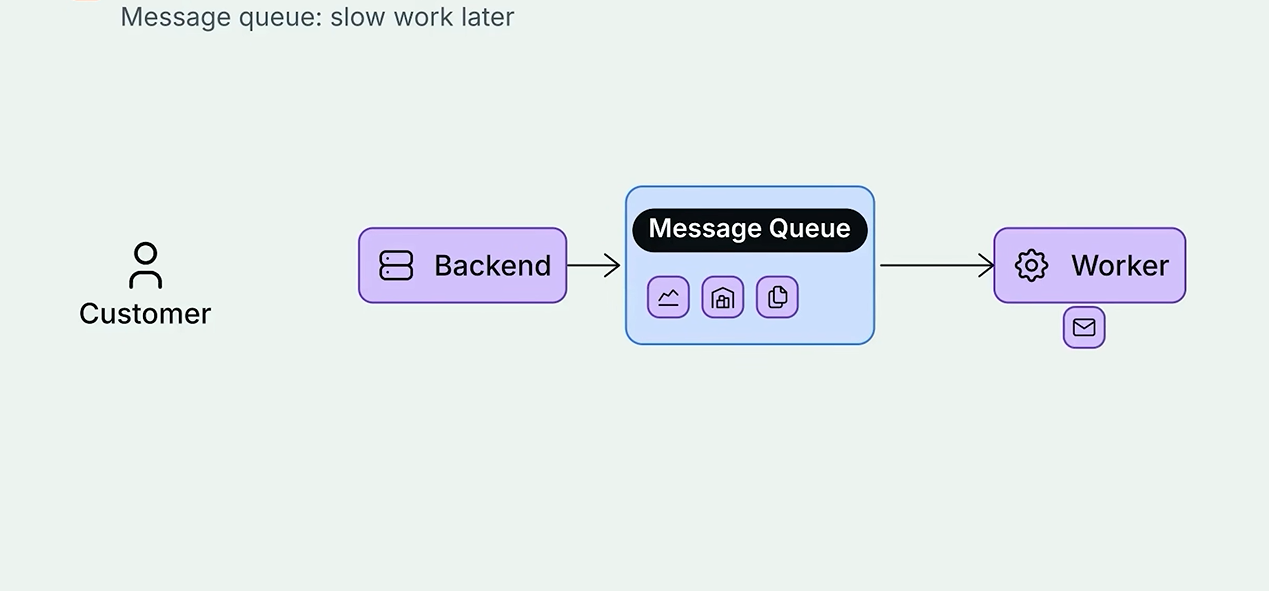 Message queue: slow work later
Message Queue
Backend
Worker
Customer